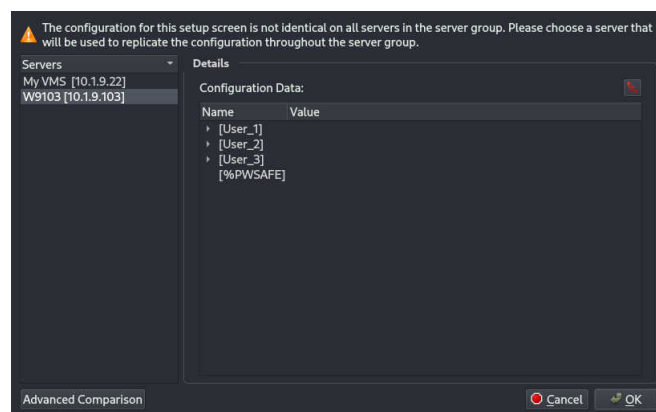 The configuration for this setup screen is not identical on all servers in the server group. Please choose a server that
will be used to replicate the configuration throughout the server group.
Servers
My VMS [10.1.9.22]
W9103 [10.1.9.103]
Details
Configuration Data:
Name Value
[User_1]
[User_2]
[User_3]
[%PWSAFE]
Advanced Comparison
Cancel
OK